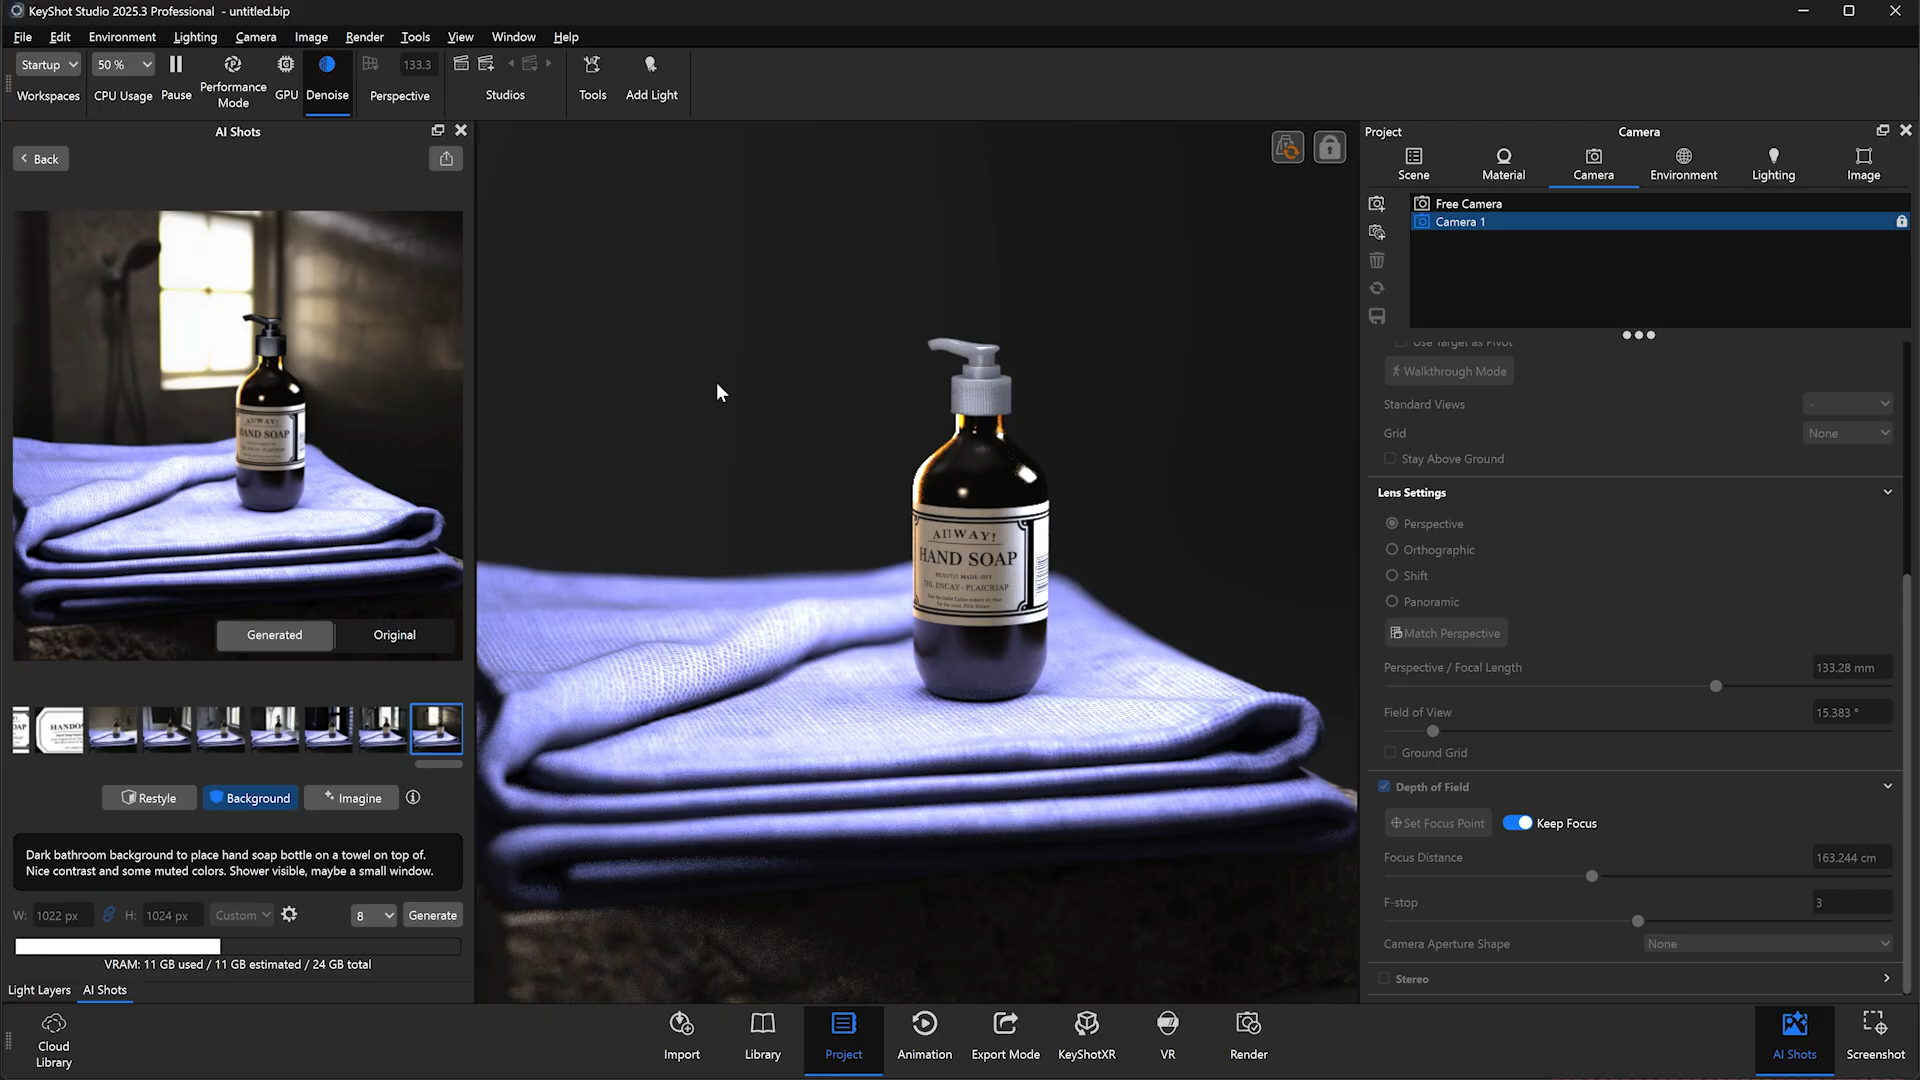 KeyShot Studio 2025.3 Professional - untitled.bip
File Edit Environment Lighting Camera Image Render Tools View Window Help
Startup 50 % 133.3
Workspaces CPU Usage Pause Performance Mode GPU Denoise Perspective Studios Tools Add Light
AI Shots
Back
HAND SOAP
Generated Original
Restyle Background Imagine
Dark bathroom background to place hand soap bottle on a towel on top of.
Nice contrast and some muted colors. Shower visible, maybe a small window.
W: 1022 px H: 1024 px Custom 8 Generate
VRAM: 11 GB used / 11 GB estimated / 24 GB total
Light Layers AI Shots
HAND SOAP
Project Camera
Scene Material Camera Environment Lighting Image
Free Camera
Camera 1
Use Target as Pivot
Walkthrough Mode
Standard Views -
Grid None
Stay Above Ground
Lens Settings
Perspective
Orthographic
Shift
Panoramic
Match Perspective
Perspective / Focal Length 133.28 mm
Field of View 15.383 °
Ground Grid
Depth of Field
Set Focus Point Keep Focus
Focus Distance 163.244 cm
F-stop 3
Camera Aperture Shape None
Stereo
Cloud Library
Import Library Project Animation Export Mode KeyShotXR VR Render
AI Shots Screenshot